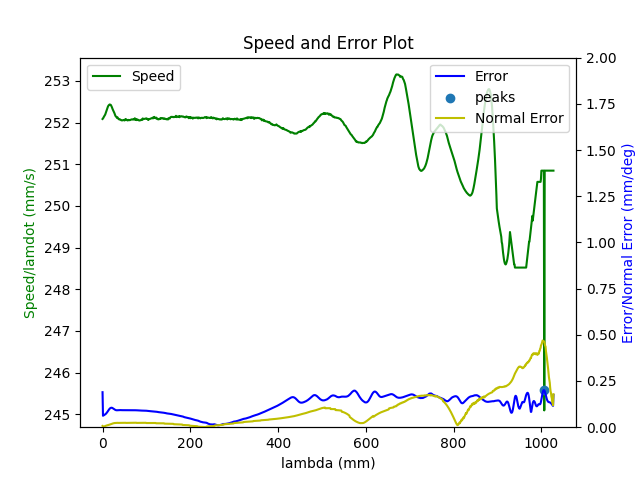 Speed and Error Plot
Speed
Error
peaks
Normal Error
253
252
251
250
249
248
247
246
245
Speed/lamdot (mm/s)
2.00
1.75
1.50
1.25
1.00
0.75
0.50
0.25
0.00
Error/Normal Error (mm/deg)
0 200 400 600 800 1000
lambda (mm)